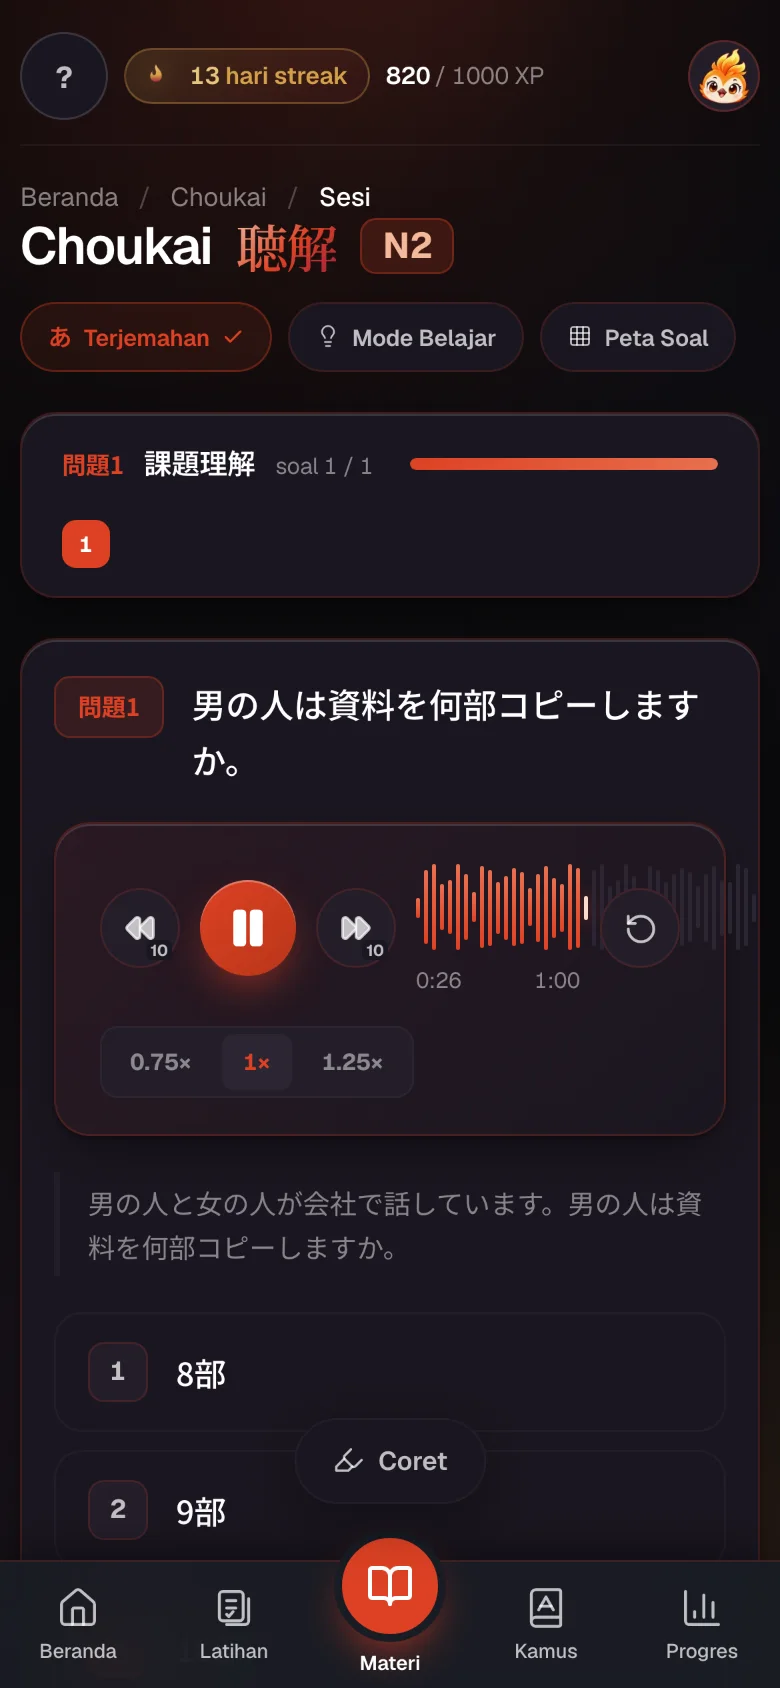 ?
13 hari streak
820 / 1000 XP
Beranda / Choukai / Sesi
Choukai 聴解 N2
あ Terjemahan
Mode Belajar
Peta Soal
問題1 課題理解 soal 1 / 1
1
問題1
男の人は資料を何部コピーします
か。
10
10
0:26
1:00
0.75×
1×
1.25×
男の人と女の人が会社で話しています。男の人は資
料を何部コピーしますか。
1 8部
Coret
2 9部
Beranda
Latihan
Materi
Kamus
Progres